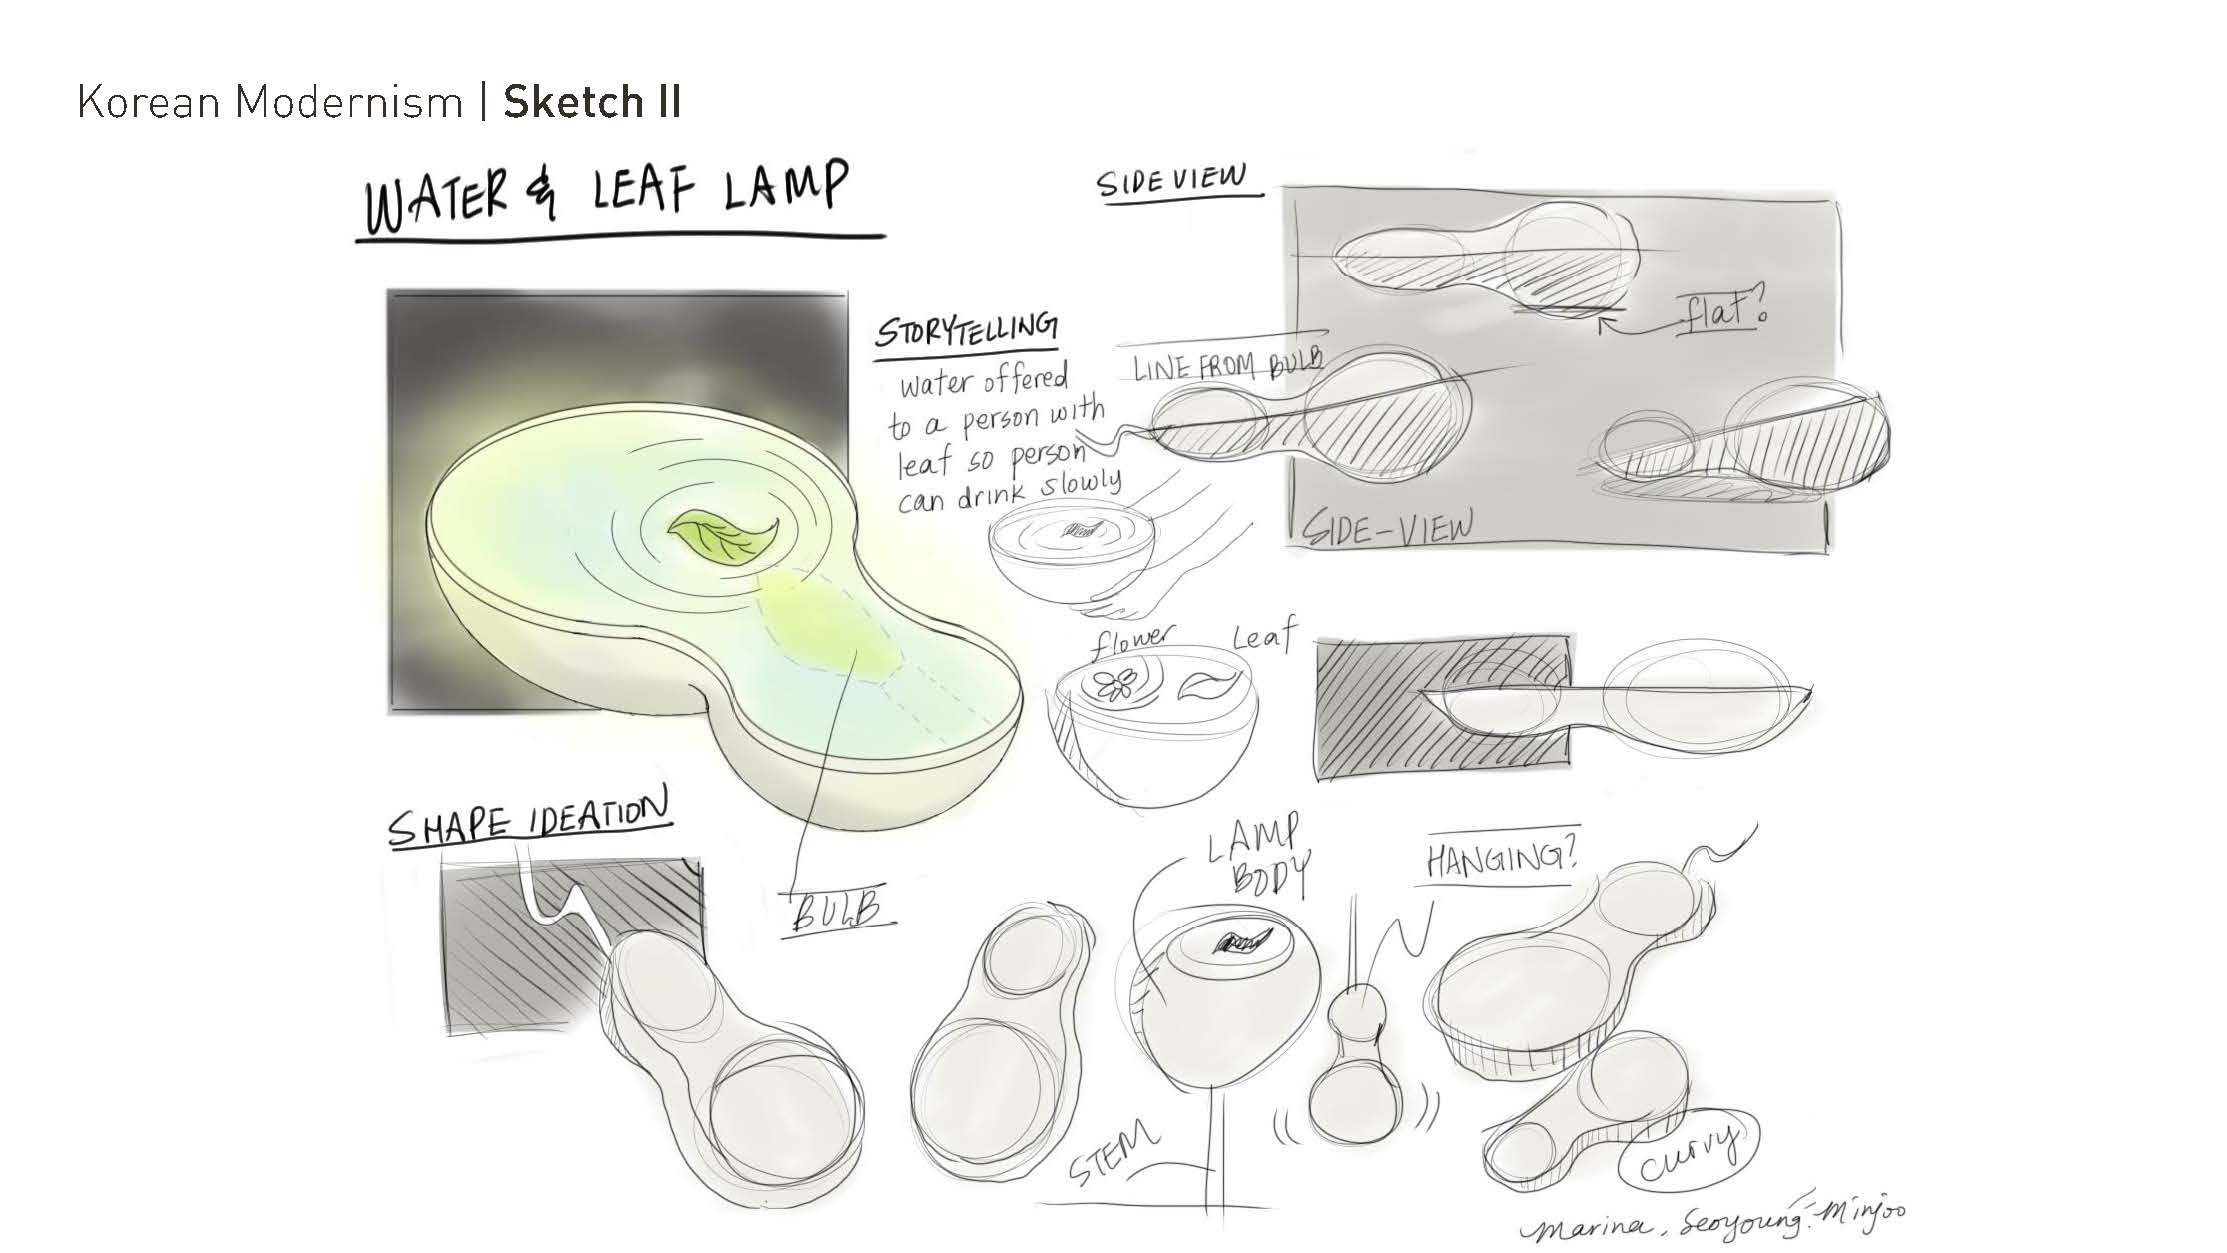 Korean Modernism | Sketch II
WATER & LEAF LAMP
SIDE VIEW
flat?
STORYTELLING
water offered
to a person with
leaf so person
can drink slowly
LINE FROM BULB
SIDE-VIEW
flower
Leaf
SHAPE IDEATION
BULB
LAMP
BODY
HANGING?
STEM
curvy
Marina, Seoyoung, Minjoo